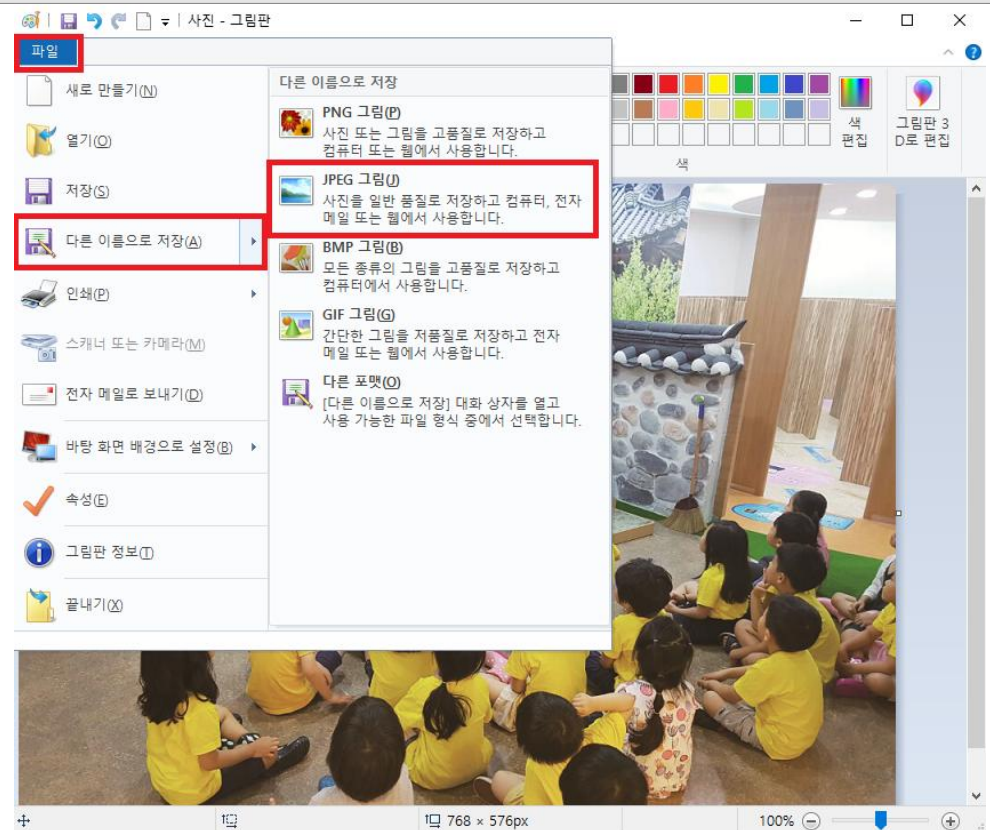 사진 - 그림판
파일
새로 만들기(N)
열기(O)
저장(S)
다른 이름으로 저장(A)
인쇄(P)
스캐너 또는 카메라(M)
전자 메일로 보내기(D)
바탕 화면 배경으로 설정(B)
속성(E)
그림판 정보(T)
끝내기(X)
다른 이름으로 저장
PNG 그림(P)
사진 또는 그림을 고품질로 저장하고
컴퓨터 또는 웹에서 사용합니다.
JPEG 그림(J)
사진을 일반 품질로 저장하고 컴퓨터, 전자
메일 또는 웹에서 사용합니다.
BMP 그림(B)
모든 종류의 그림을 고품질로 저장하고
컴퓨터에서 사용합니다.
GIF 그림(G)
간단한 그림을 저품질로 저장하고 전자
메일 또는 웹에서 사용합니다.
다른 포맷(O)
[다른 이름으로 저장] 대화 상자를 열고
사용 가능한 파일 형식 중에서 선택합니다.
색
편집
그림판 3
D로 편집
색
768 × 576px
100%